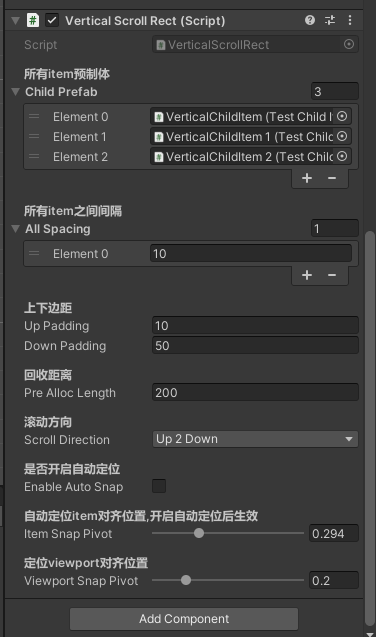 Vertical Scroll Rect (Script)
Script VerticalScrollRect
所有item预制体
Child Prefab 3
Element 0 VerticalChildItem (Test Child I
Element 1 VerticalChildItem 1 (Test Chilc
Element 2 VerticalChildItem 2 (Test Chilc
所有item之间间隔
All Spacing 1
Element 0 10
上下边距
Up Padding 10
Down Padding 50
回收距离
Pre Alloc Length 200
滚动方向
Scroll Direction Up 2 Down
是否开启自动定位
Enable Auto Snap
自动定位item对齐位置,开启自动定位后生效
Item Snap Pivot 0.294
定位viewport对齐位置
Viewport Snap Pivot 0.2
Add Component